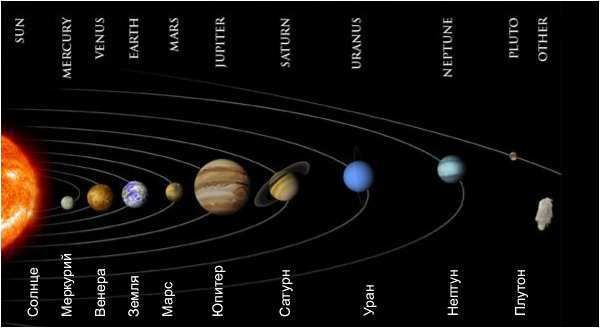 SUN
MERCURY
VENUS
EARTH
MARS
JUPITER
SATURN
URANUS
NEPTUNE
PLUTO
OTHER
Солнце
Меркурий
Венера
Земля
Марс
Юпитер
Сатурн
Уран
Нептун
Плутон